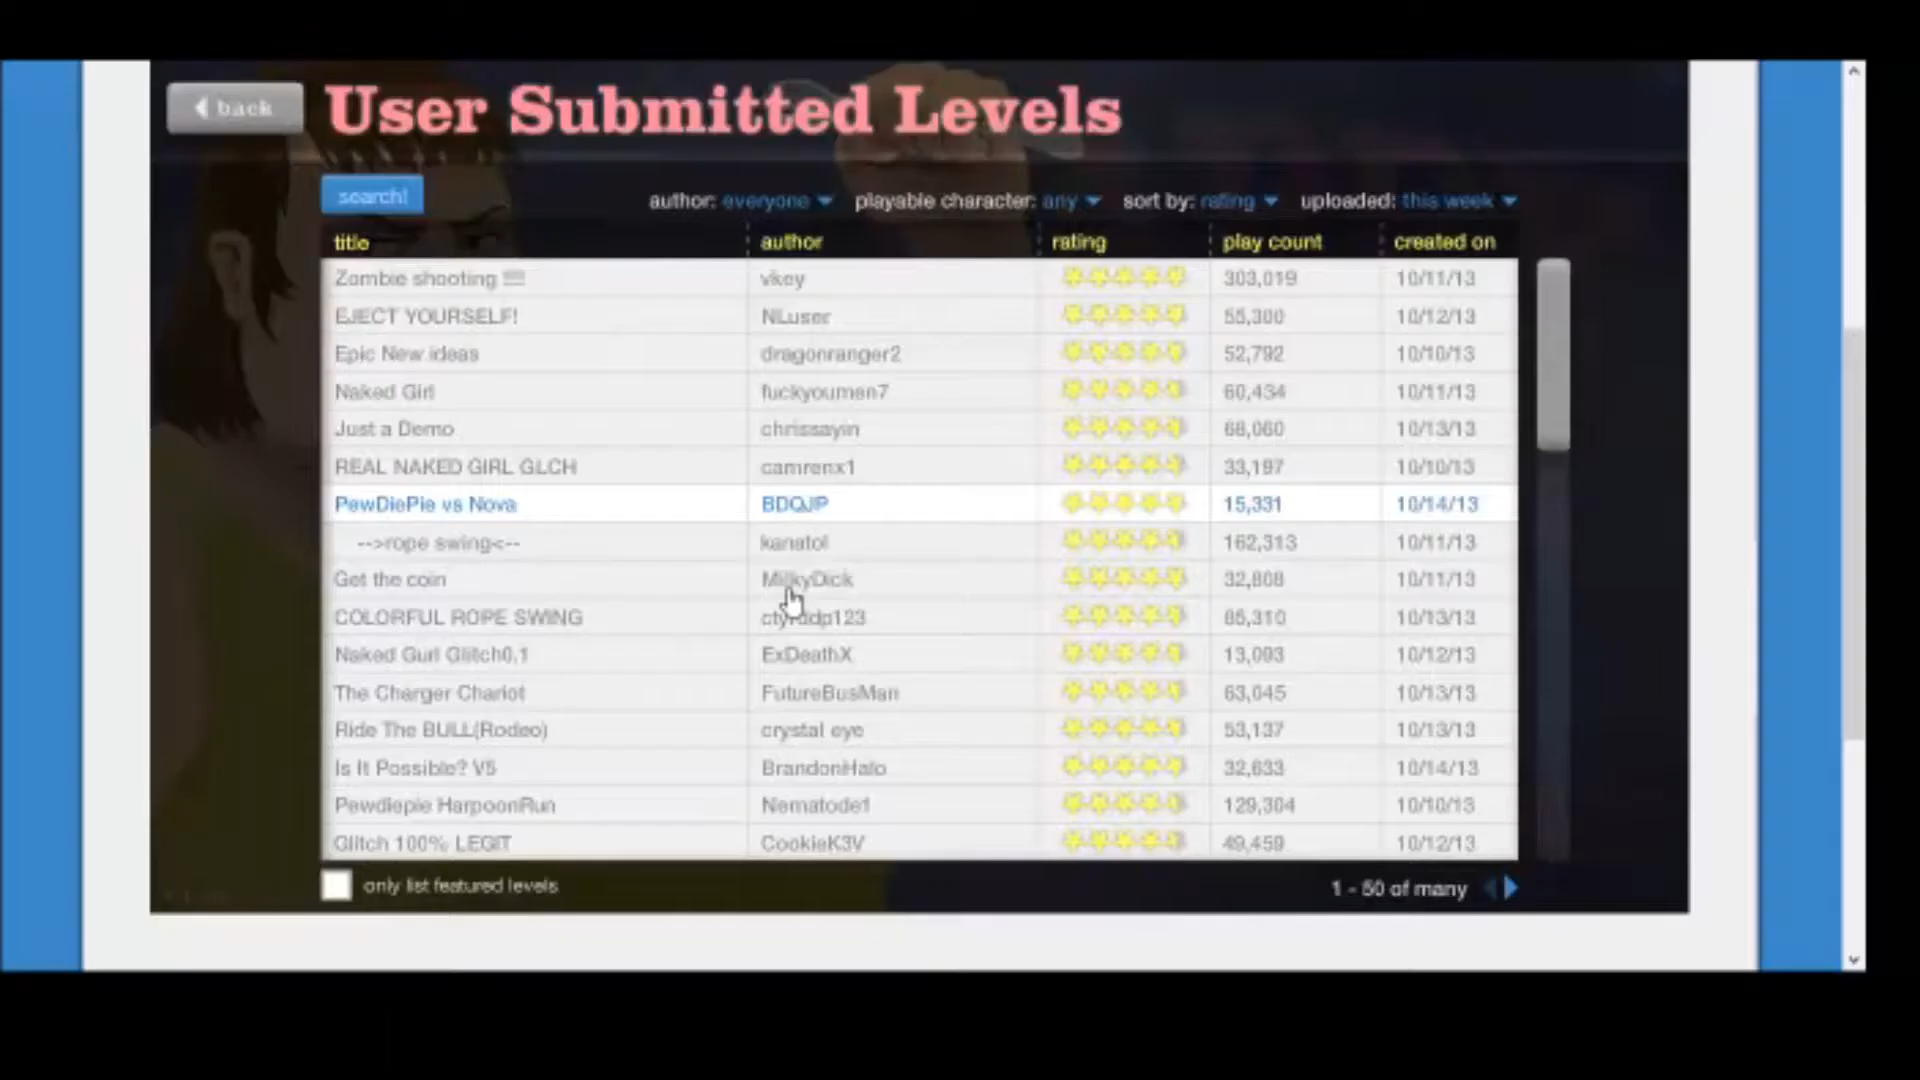 back
User Submitted Levels
search!
author: everyone playable character: any sort by: rating uploaded: this week
title author rating play count created on
Zombie shooting !!!!! vkey 303,019 10/11/13
EJECT YOURSELF! NLuser 55,300 10/12/13
Epic New ideas dragonranger2 52,792 10/10/13
Naked Girl fuckyoumen7 60,434 10/11/13
Just a Demo chrissayin 68,060 10/13/13
REAL NAKED GIRL GLCH camrenx1 33,197 10/10/13
PewDiePie vs Nova BDQJP 15,331 10/14/13
-->rope swing<-- kanatol 162,313 10/11/13
Get the coin MilkyDick 32,808 10/11/13
COLORFUL ROPE SWING 85,310 10/13/13
Naked Gurl Glitch0.1 ExDeathX 13,093 10/12/13
The Charger Chariot FutureBusMan 63,045 10/13/13
Ride The BULL(Rodeo) crystal eye 53,137 10/13/13
Is It Possible? V5 BrandonHalo 32,633 10/14/13
Pewdiepie HarpoonRun Nematode1 129,304 10/10/13
Glitch 100% LEGIT CookieK3V 49,459 10/12/13
only list featured levels
1 - 50 of many